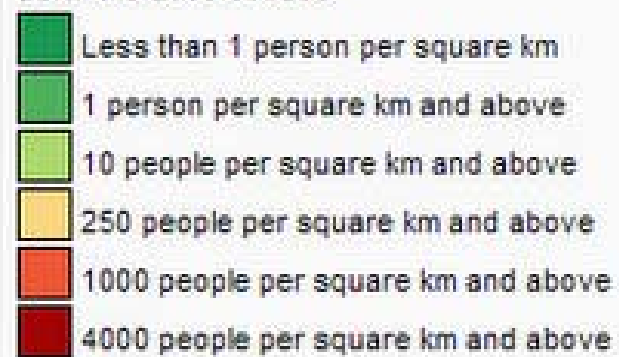 Less than 1 person per square km
1 person per square km and above
10 people per square km and above
250 people per square km and above
1000 people per square km and above
4000 people per square km and above